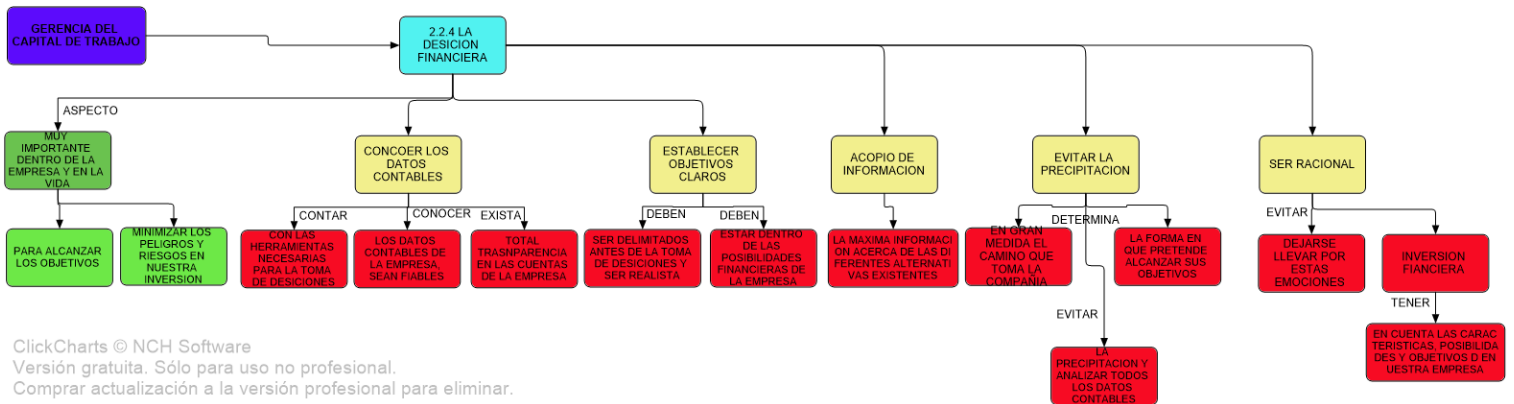 GERENCIA DEL
CAPITAL DE TRABAJO
2.2.4 LA
DESICION
FINANCIERA
ASPECTO
MUY
IMPORTANTE
DENTRO DE LA
EMPRESA Y EN LA
VIDA
CONCOER LOS
DATOS
CONTABLES
ESTABLECER
OBJETIVOS
CLAROS
ACOPIO DE
INFORMACION
EVITAR LA
PRECIPITACION
SER RACIONAL
CONTAR
CONOCER
EXISTA
DEBEN
DEBEN
DETERMINA
EVITAR
PARA ALCANZAR
LOS OBJETIVOS
MINIMIZAR LOS
PELIGROS Y
RIESGOS EN
NUESTRA
INVERSION
CON LAS
HERRAMIENTAS
NECESARIAS
PARA LA TOMA
DE DESICIONES
LOS DATOS
CONTABLES DE
LA EMPRESA,
SEAN FIABLES
TOTAL
TRASNPARENCIA
EN LAS CUENTAS
DE LA EMPRESA
SER DELIMITADOS
ANTES DE LA TOMA
DE DESICIONES Y
SER REALISTA
ESTAR DENTRO
DE LAS
POSIBILIDADES
FINANCIERAS DE
LA EMPRESA
LA MAXIMA INFORMACI
ON ACERCA DE LAS DI
FERENTES ALTERNATI
VAS EXISTENTES
EN GRAN
MEDIDA EL
CAMINO QUE
TOMA LA
COMPAÑIA
LA FORMA EN
QUE PRETENDE
ALCANZAR SUS
OBJETIVOS
DEJARSE
LLEVAR POR
ESTAS
EMOCIONES
INVERSION
FIANCIERA
EVITAR
TENER
LA
PRECIPITACION Y
ANALIZAR TODOS
LOS DATOS
CONTABLES
EN CUENTA LAS CARAC
TERISTICAS, POSIBILIDA
DES Y OBJETIVOS D EN
UESTRA EMPRESA
ClickCharts © NCH Software
Versión gratuita. Sólo para uso no profesional.
Comprar actualización a la versión profesional para eliminar.